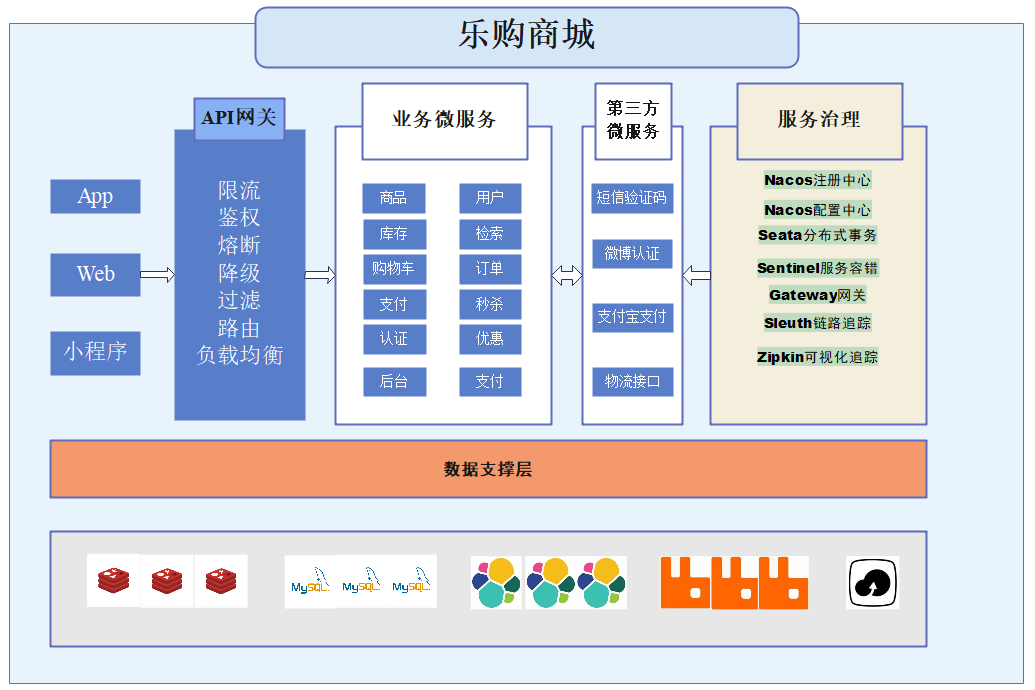 乐购商城
App
Web
小程序
API网关
限流
鉴权
熔断
降级
过滤
路由
负载均衡
业务微服务
商品
用户
库存
检索
购物车
订单
支付
秒杀
认证
优惠
后台
支付
第三方
微服务
短信验证码
微博认证
支付宝支付
物流接口
服务治理
Nacos注册中心
Nacos配置中心
Seata分布式事务
Sentinel服务容错
Gateway网关
Sleuth链路追踪
Zipkin可视化追踪
数据支撑层
MySQL
MySQL
MySQL